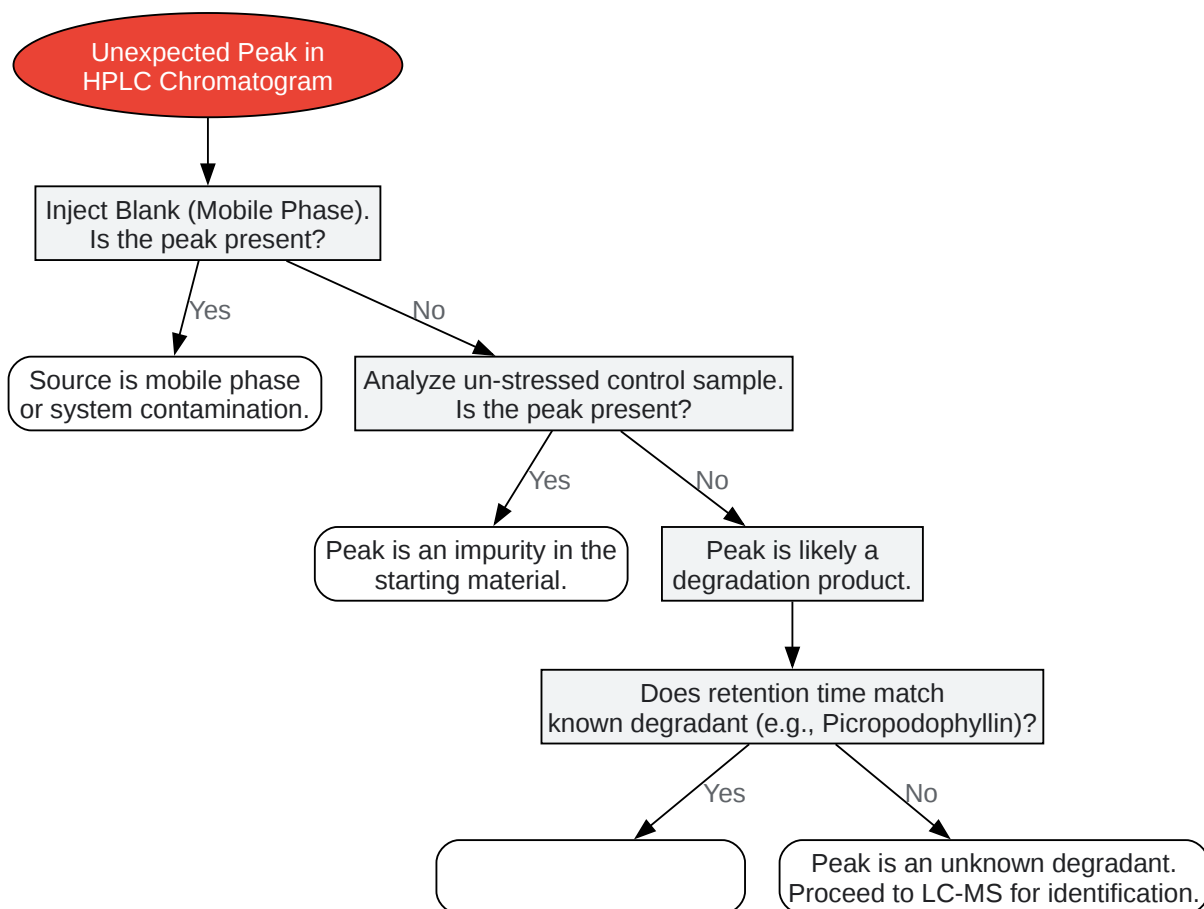 Unexpected Peak in
HPLC Chromatogram
Inject Blank (Mobile Phase).
Is the peak present?
Yes
No
Source is mobile phase
or system contamination.
Analyze un-stressed control sample.
Is the peak present?
Yes
No
Peak is an impurity in the
starting material.
Peak is likely a
degradation product.
Does retention time match
known degradant (e.g., Picropodophyllin)?
Yes
No
Peak is an unknown degradant.
Proceed to LC-MS for identification.